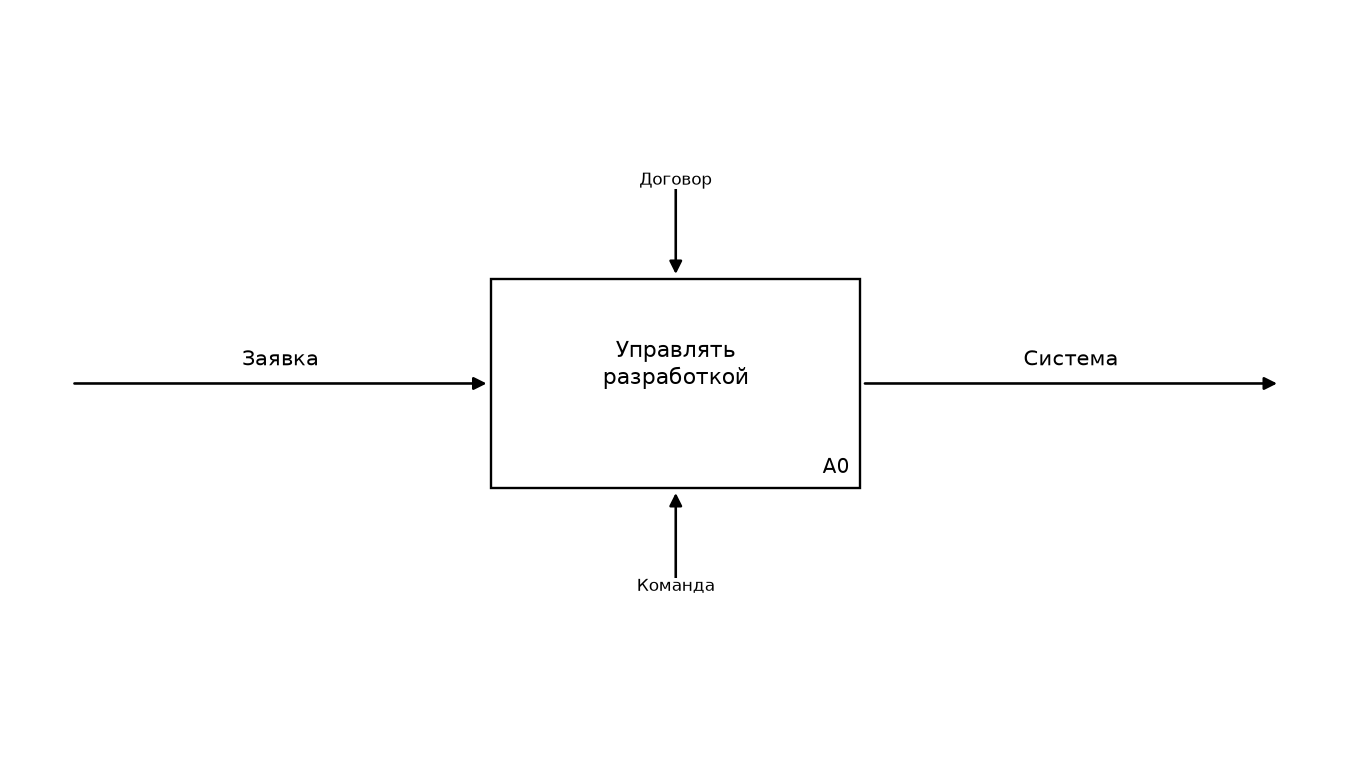 Договор
Заявка
Управлять
разработкой
Система
A0
Команда